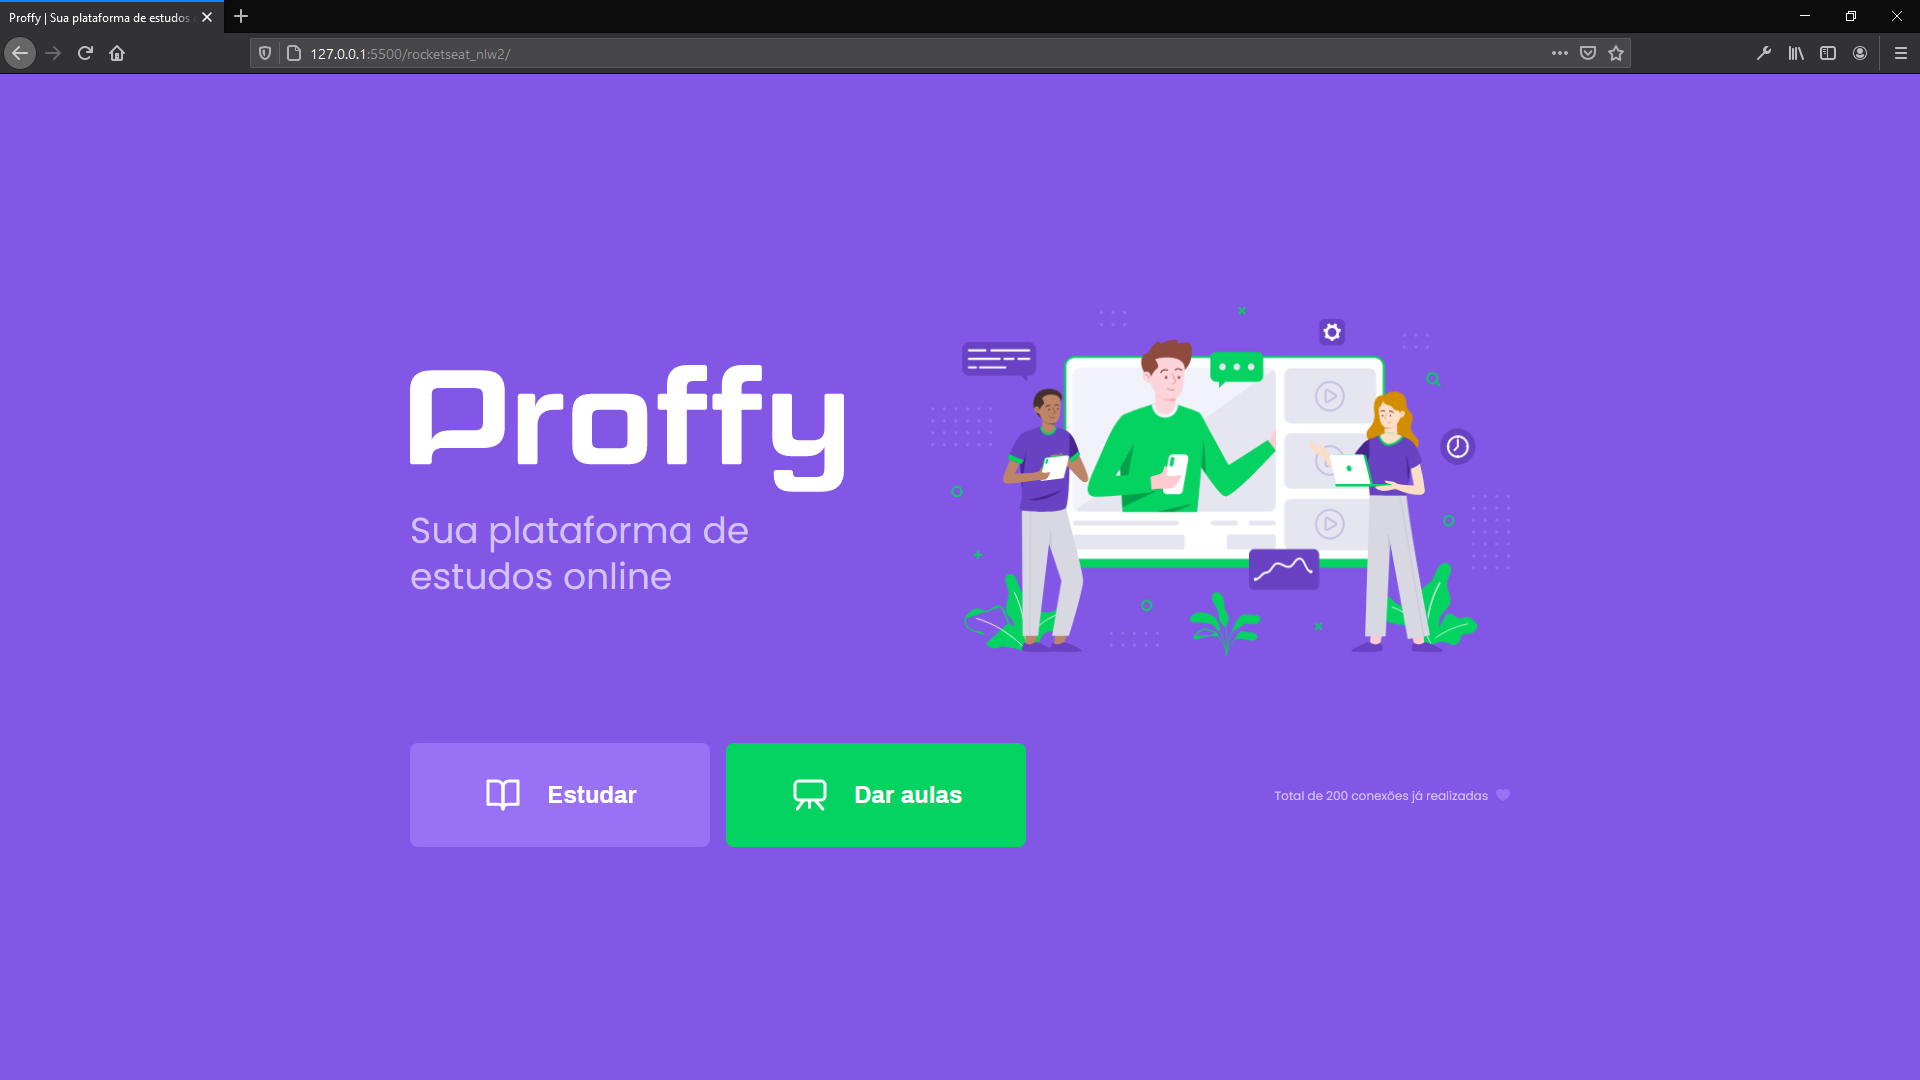 Proffy | Sua plataforma de estudos
127.0.0.1:5500/rocketseat_nlw2/
Proffy
Sua plataforma de
estudos online
Estudar
Dar aulas
Total de 200 conexões já realizadas